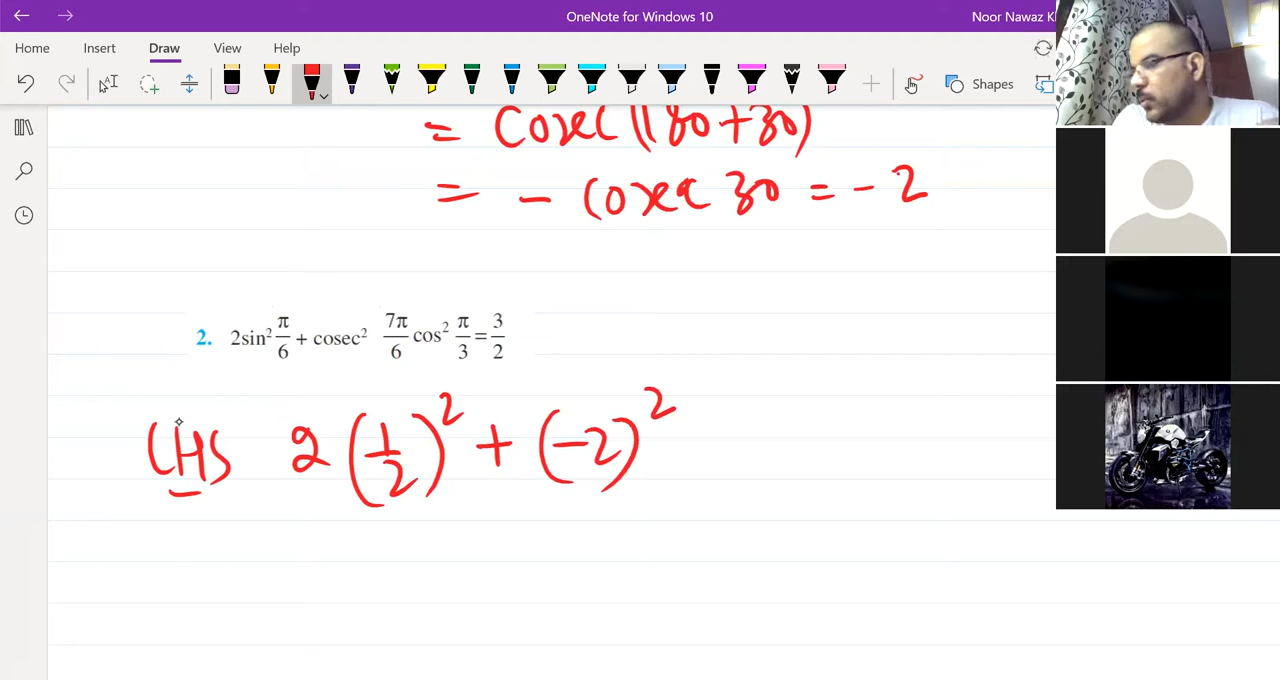 OneNote for Windows 10
Noor Nawaz
Home Insert Draw View Help
Shapes
= Cosec (180+30)
= - Cosec 30 = -2
2. 2sin² π/6 + cosec² 7π/6 cos² π/3 = 3/2
LHS 2 (1/2)² + (-2)²